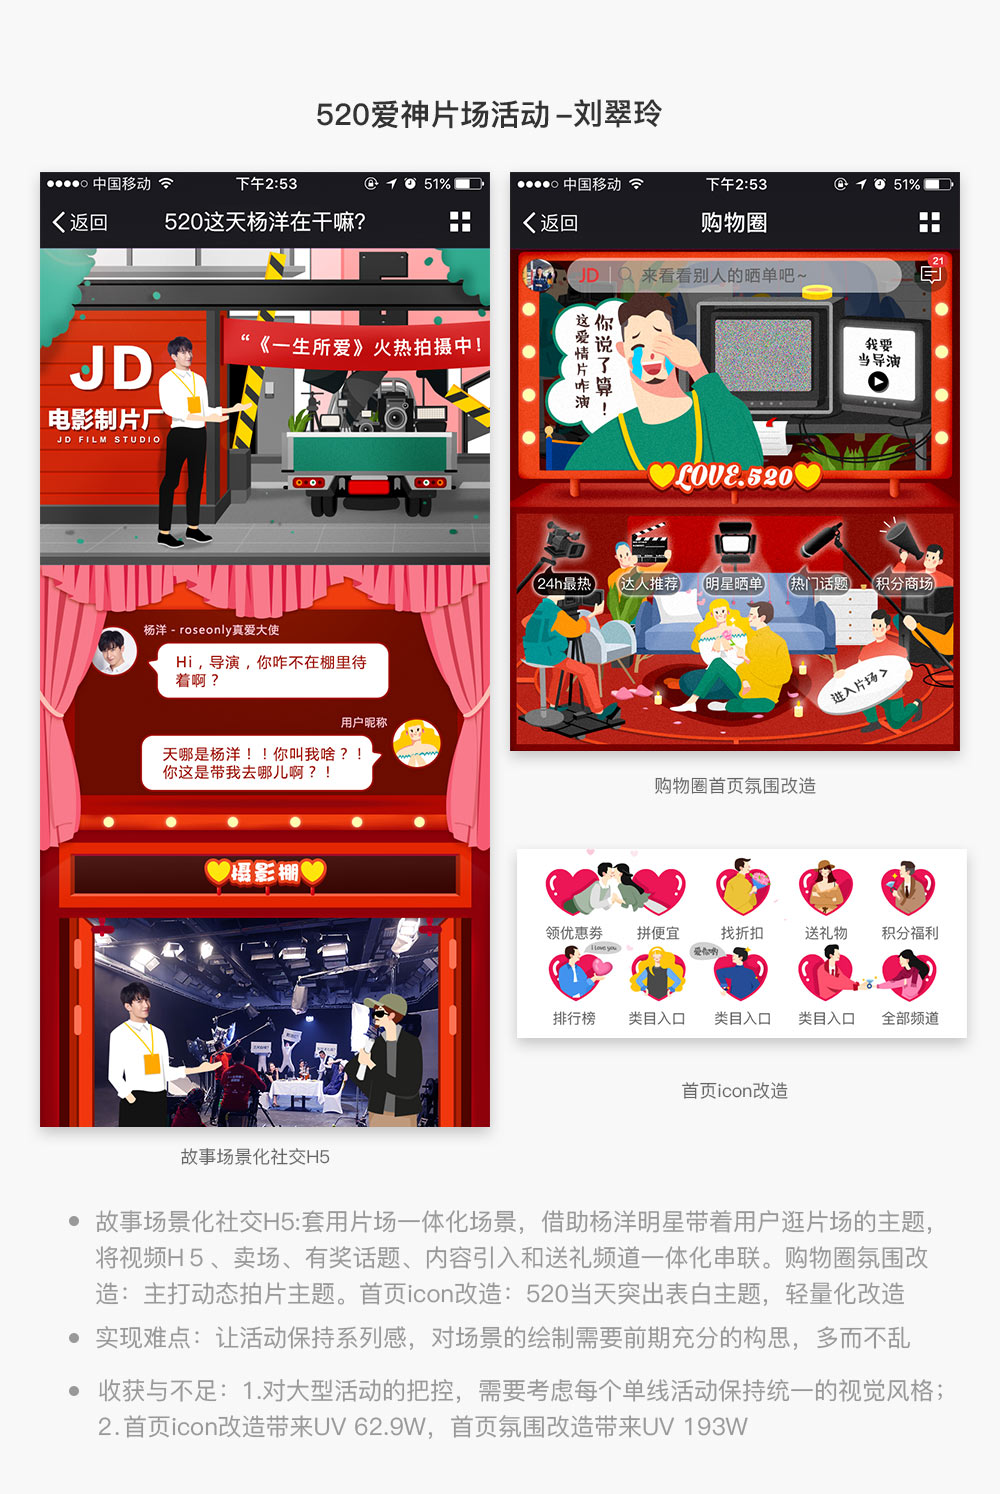 520爱神片场活动 –刘翠玲
中国移动
下午2:53
51%
返回
520这天杨洋在干嘛?
“《一生所爱》火热拍摄中!
JD
电影制片厂
JD FILM STUDIO
杨洋 - roseonly真爱大使
Hi，导演，你咋不在棚里待
着啊？
用户昵称
天哪是杨洋！！你叫我啥？！
你这是带我去哪儿啊？！
摄影棚
故事场景化社交H5
中国移动
下午2:53
51%
返回
购物圈
21
JD
来看看别人的晒单吧~
你说了算！
这爱情片咋演
我要
当导演
LOVE.520
24h最热
达人推荐
明星晒单
热门话题
积分商场
进入片场>
购物圈首页氛围改造
领优惠劵
拼便宜
找折扣
送礼物
积分福利
I love you
爱你哟
排行榜
类目入口
类目入口
类目入口
全部频道
首页icon改造
故事场景化社交H5:套用片场一体化场景，借助杨洋明星带着用户逛片场的主题，
将视频H５、卖场、有奖话题、内容引入和送礼频道一体化串联。购物圈氛围改
造：主打动态拍片主题。首页icon改造：520当天突出表白主题，轻量化改造
实现难点：让活动保持系列感，对场景的绘制需要前期充分的构思，多而不乱
收获与不足：1.对大型活动的把控，需要考虑每个单线活动保持统一的视觉风格；
2.首页icon改造带来UV 62.9W，首页氛围改造带来UV 193W